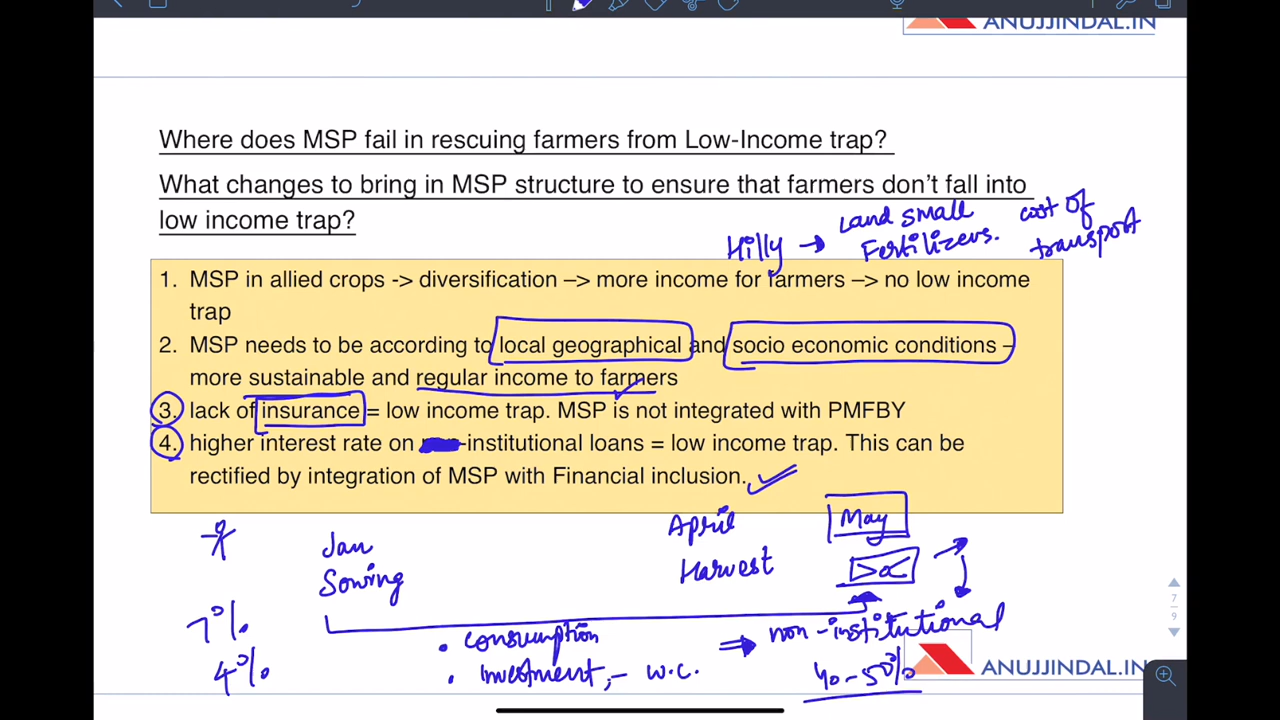 ANUJJINDAL.IN
Where does MSP fail in rescuing farmers from Low-Income trap?
What changes to bring in MSP structure to ensure that farmers don't fall into
low income trap?
Hilly → Land small
Fertilizers.
cost of
transport
1. MSP in allied crops -> diversification –> more income for farmers –> no low income
trap
2. MSP needs to be according to local geographical and socio economic conditions –
more sustainable and regular income to farmers
3. lack of insurance = low income trap. MSP is not integrated with PMFBY
4. higher interest rate on -institutional loans = low income trap. This can be
rectified by integration of MSP with Financial inclusion.
Jan
Sowing
April
Harvest
May
7%
4%
• consumption
• investment,- w.c.
⇒ non-institutional
40-50%
ANUJJINDAL.IN
7
9